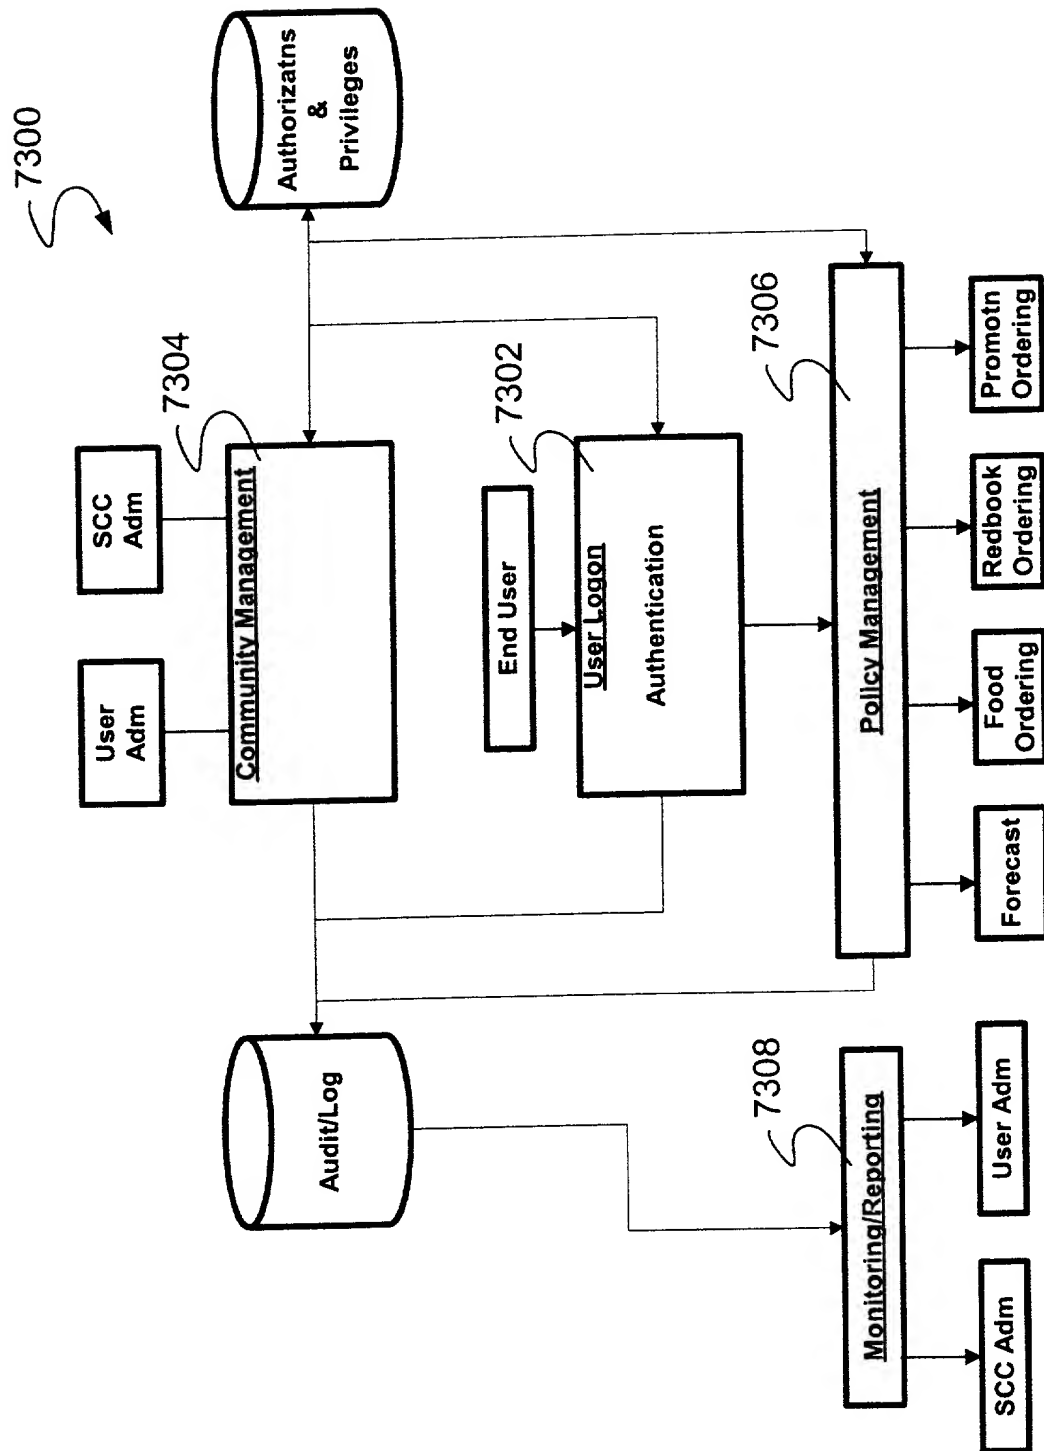 7300
User
Adm
SCC
Adm
7304
Community Management
Authorizatns
&
Privileges
Audit/Log
End User
7302
User Logon
Authentication
7306
Policy Management
7308
Monitoring/Reporting
SCC Adm
User Adm
Forecast
Food
Ordering
Redbook
Ordering
Promotn
Ordering